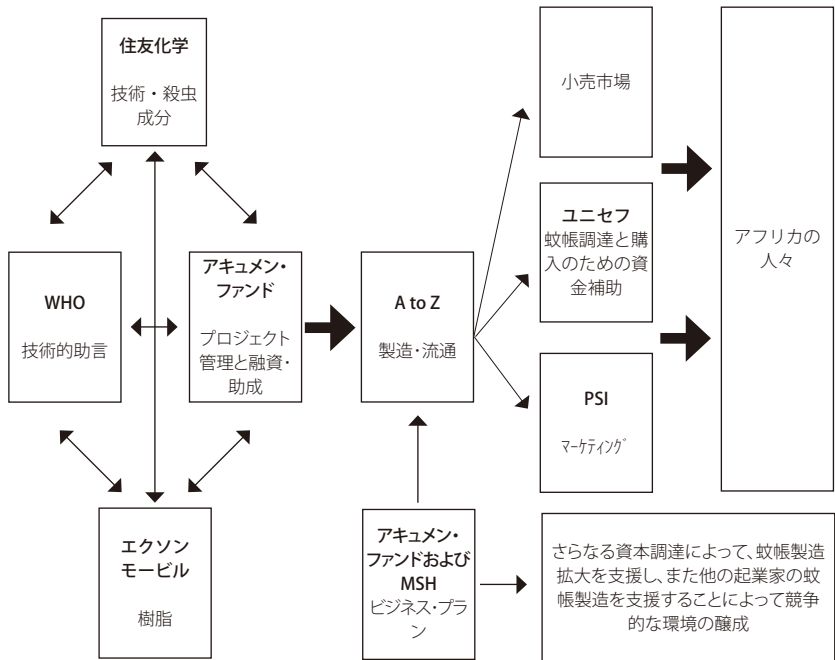 住友化学
技術・殺虫
成分
WHO
技術的助言
アキュメン・
ファンド
プロジェクト
管理と融資・
助成
エクソン
モービル
樹脂
A to Z
製造・流通
アキュメン・
ファンドおよび
MSH
ビジネス・プラ
ン
小売市場
ユニセフ
蚊帳調達と購
入のための資
金補助
PSI
ﾏｰｹﾃｨﾝｸﾞ
アフリカの
人々
さらなる資本調達によって、蚊帳製造
拡大を支援し、また他の起業家の蚊
帳製造を支援することによって競争
的な環境の醸成